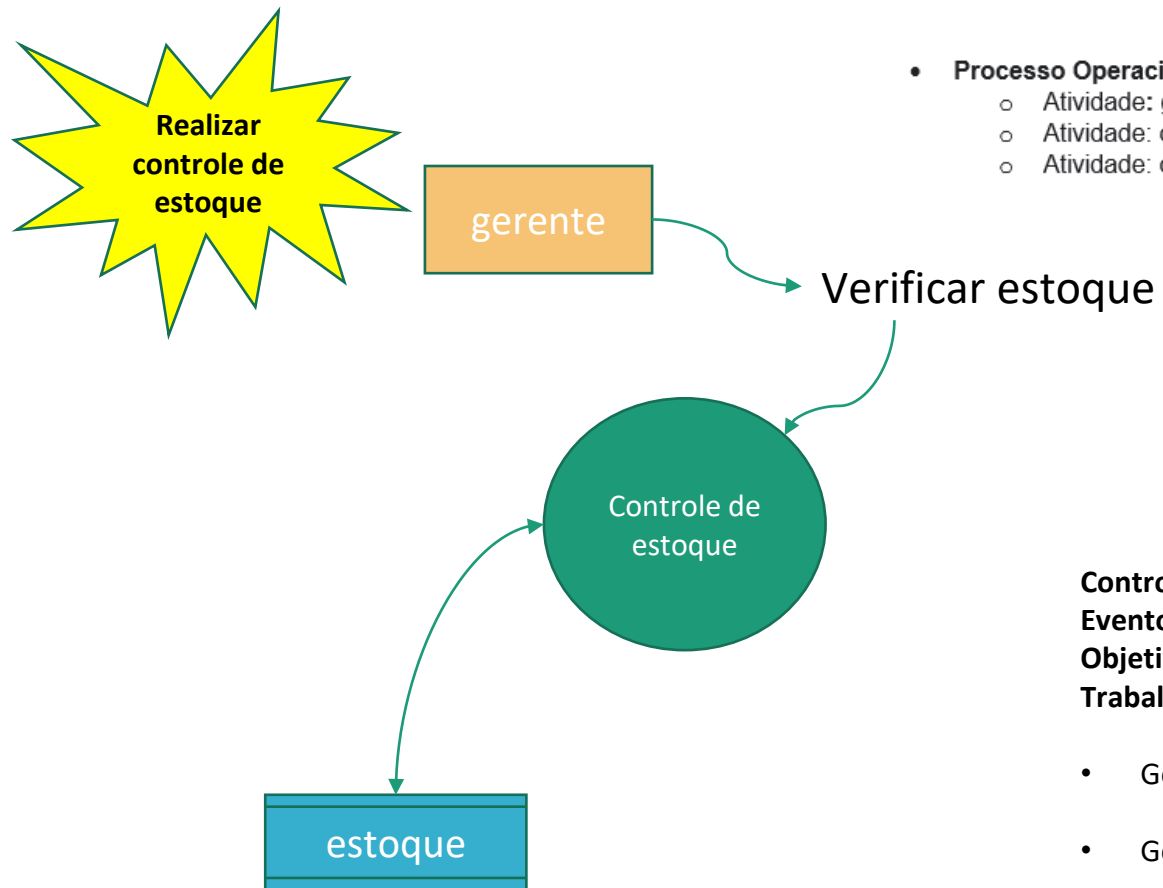 Realizar
controle de
estoque
gerente
• Processo Operaci
o Atividade:
o Atividade:
o Atividade:
Verificar estoque
Controle de
estoque
Contro
Evento
Objeti
Trabal
• Ge
• Ge
estoque